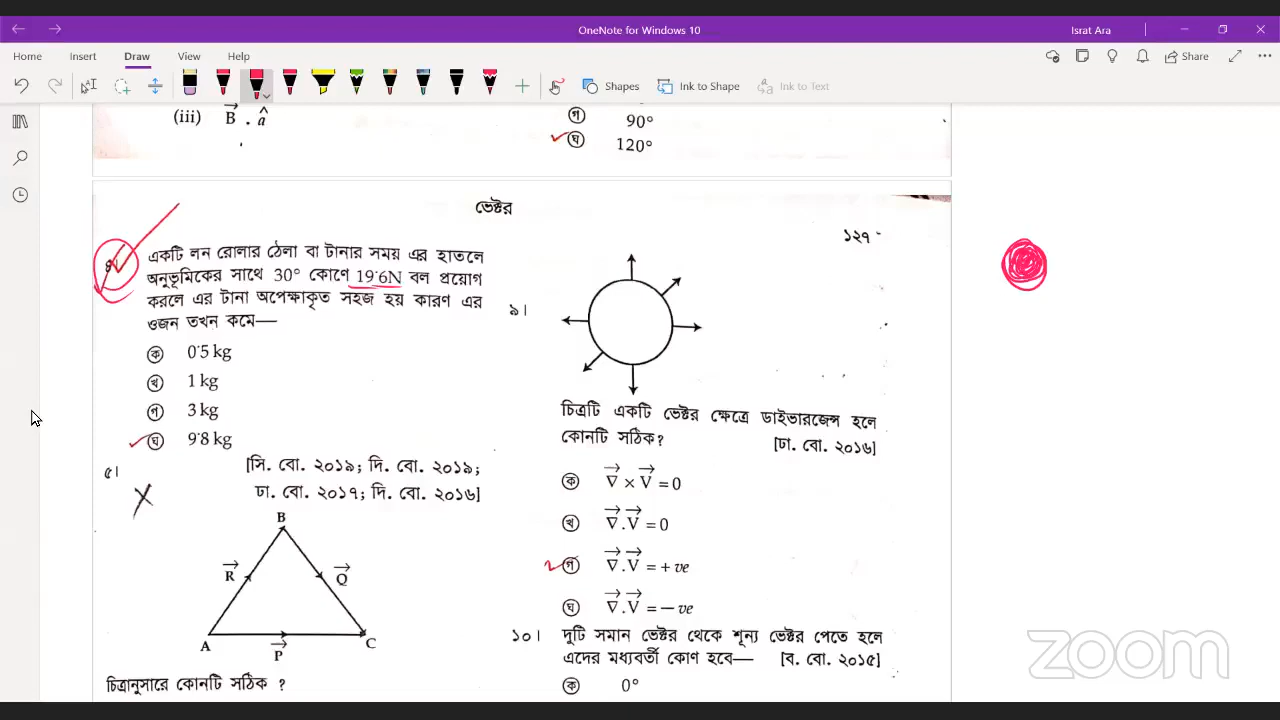 OneNote for Windows 10
Israt Ara
Home Insert Draw View Help
Share
Shapes
Ink to Shape
Ink to Text
(iii) B⃗ . â
গ 90°
ঘ 120°
ভেক্টর
১২৭
একটি লন রোলার ঠেলা বা টানার সময় এর হাতলে
অনুভূমিকের সাথে 30° কোণে 19·6N বল প্রয়োগ
করলে এর টানা অপেক্ষাকৃত সহজ হয় কারণ এর
ওজন তখন কমে—
ক 0·5 kg
খ 1 kg
গ 3 kg
ঘ 9·8 kg
[সি. বো. ২০১৯; দি. বো. ২০১৯;
ঢা. বো. ২০১৭; দি. বো. ২০১৬]
৫।
B
R⃗
Q⃗
A
P⃗
C
চিত্রানুসারে কোনটি সঠিক ?
৯।
চিত্রটি একটি ভেক্টর ক্ষেত্রে ডাইভারজেন্স হলে
কোনটি সঠিক? [ঢা. বো. ২০১৬]
ক ∇⃗ × V⃗ = 0
খ ∇⃗ . V⃗ = 0
গ ∇⃗ . V⃗ = + ve
ঘ ∇⃗ . V⃗ = − ve
১০। দুটি সমান ভেক্টর থেকে শূন্য ভেক্টর পেতে হলে
এদের মধ্যবর্তী কোণ হবে— [ব. বো. ২০১৫]
ক 0°
zoom